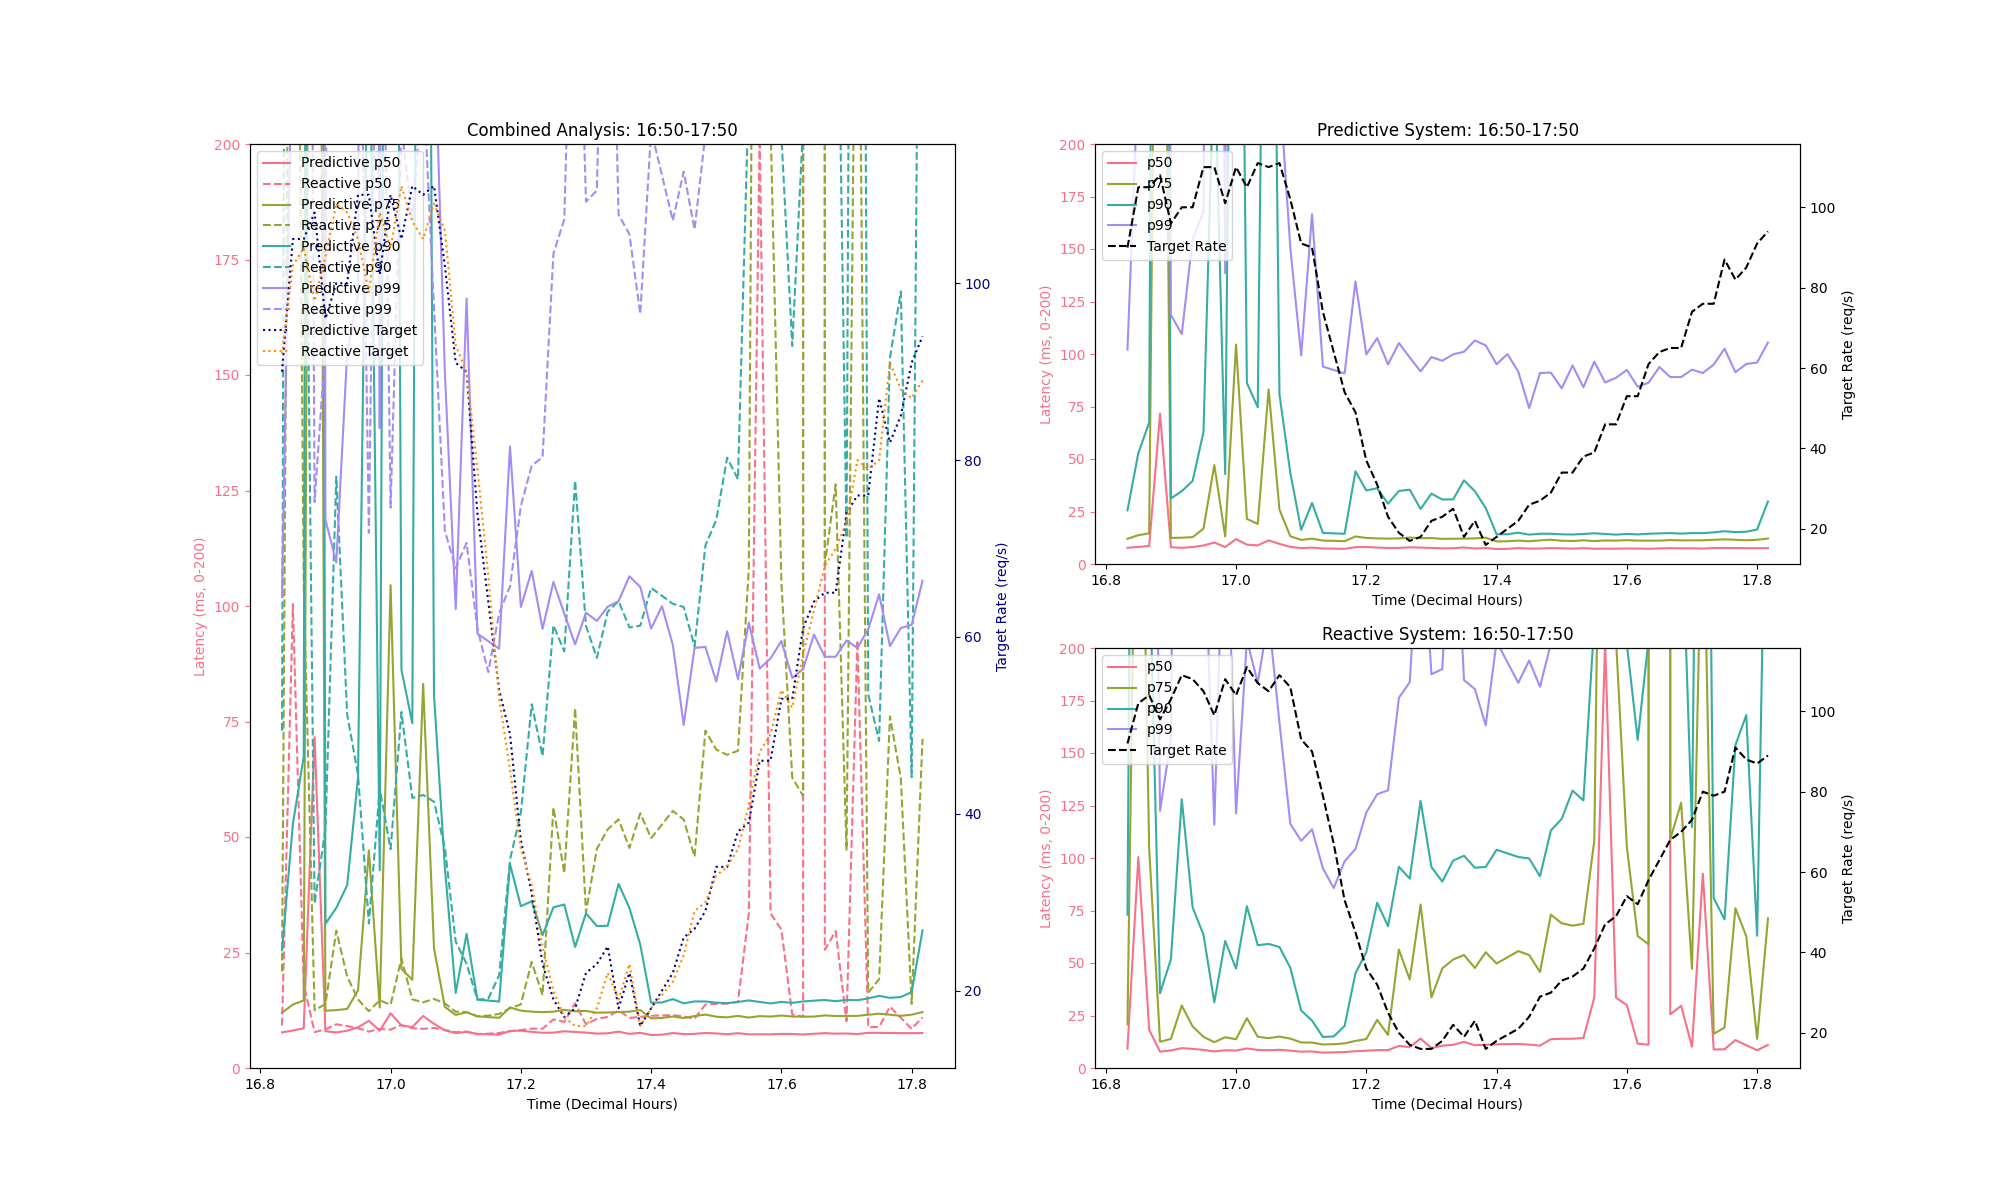 Combined Analysis: 16:50-17:50
200
175
150
125
100
75
50
25
0
Latency (ms, 0-200)
Predictive p50
Reactive p50
Predictive p75
Reactive p75
Predictive p90
Reactive p90
Predictive p99
Reactive p99
Predictive Target
Reactive Target
100
80
60
40
20
Target Rate (req/s)
16.8 17.0 17.2 17.4 17.6 17.8
Time (Decimal Hours)
Predictive System: 16:50-17:50
200
175
150
125
100
75
50
25
0
Latency (ms, 0-200)
p50
p75
p90
p99
Target Rate
100
80
60
40
20
Target Rate (req/s)
16.8 17.0 17.2 17.4 17.6 17.8
Time (Decimal Hours)
Reactive System: 16:50-17:50
200
175
150
125
100
75
50
25
0
Latency (ms, 0-200)
p50
p75
p90
p99
Target Rate
100
80
60
40
20
Target Rate (req/s)
16.8 17.0 17.2 17.4 17.6 17.8
Time (Decimal Hours)